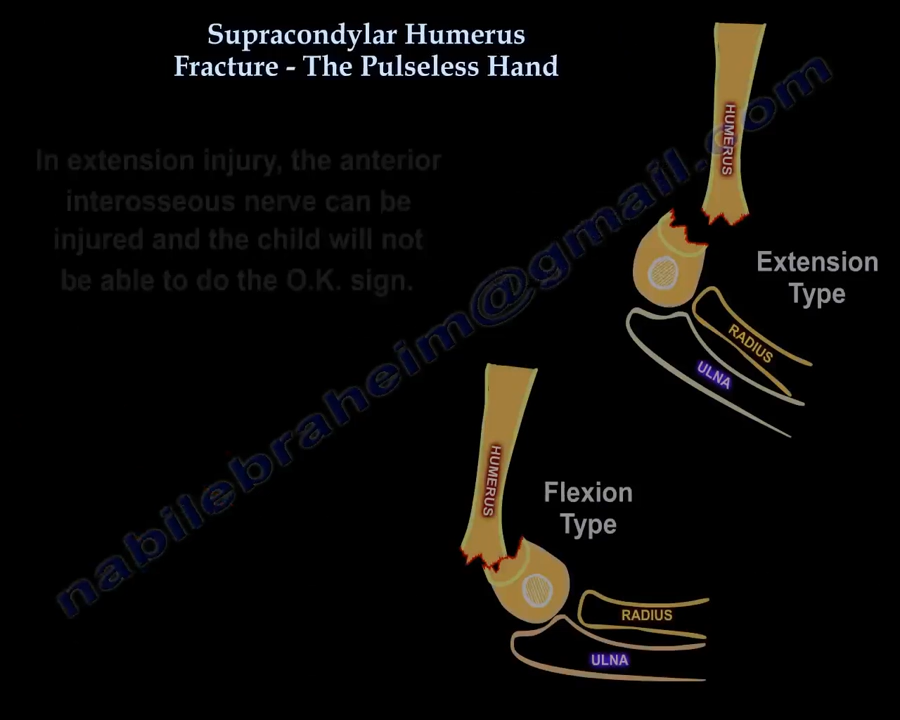 Supracondylar Humerus
Fracture - The Pulseless Hand
In extension injury, the anterior
interosseous nerve can be
injured and the child will not
be able to do the O.K. sign.
HUMERUS
Extension
Type
RADIUS
ULNA
nabilebraheim@gmail.com
HUMERUS
Flexion
Type
RADIUS
ULNA